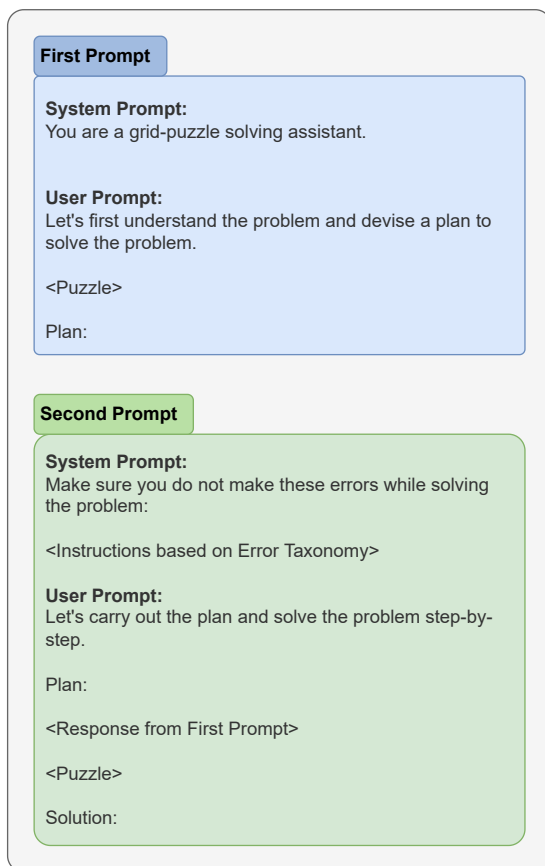 First Prompt
System Prompt:
You are a grid-puzzle solving assistant.
User Prompt:
Let's first understand the problem and devise a plan to
solve the problem.
<Puzzle>
Plan:
Second Prompt
System Prompt:
Make sure you do not make these errors while solving
the problem:
<Instructions based on Error Taxonomy>
User Prompt:
Let's carry out the plan and solve the problem step-by-
step.
Plan:
<Response from First Prompt>
<Puzzle>
Solution: